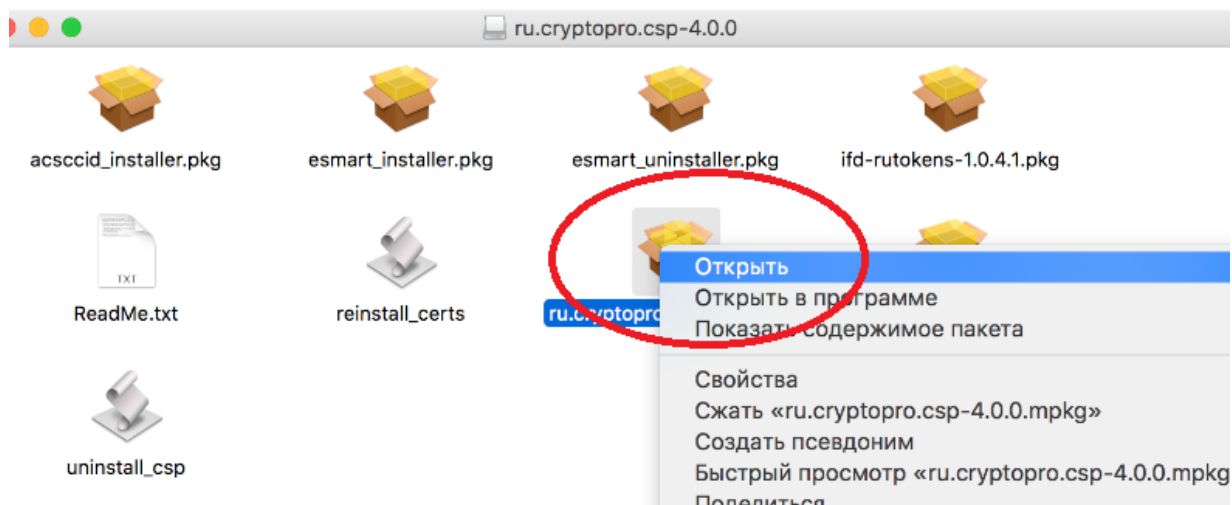 ru.cryptopro.csp-4.0.0
acsccid_installer.pkg
esmart_installer.pkg
esmart_uninstaller.pkg
ifd-rutokens-1.0.4.1.pkg
TXT
ReadMe.txt
reinstall_certs
ru.cryptopro
Открыть
Открыть в программе
Показать содержимое пакета
Свойства
Сжать «ru.cryptopro.csp-4.0.0.mpkg»
Создать псевдоним
Быстрый просмотр «ru.cryptopro.csp-4.0.0.mpkg
Поделиться
uninstall_csp